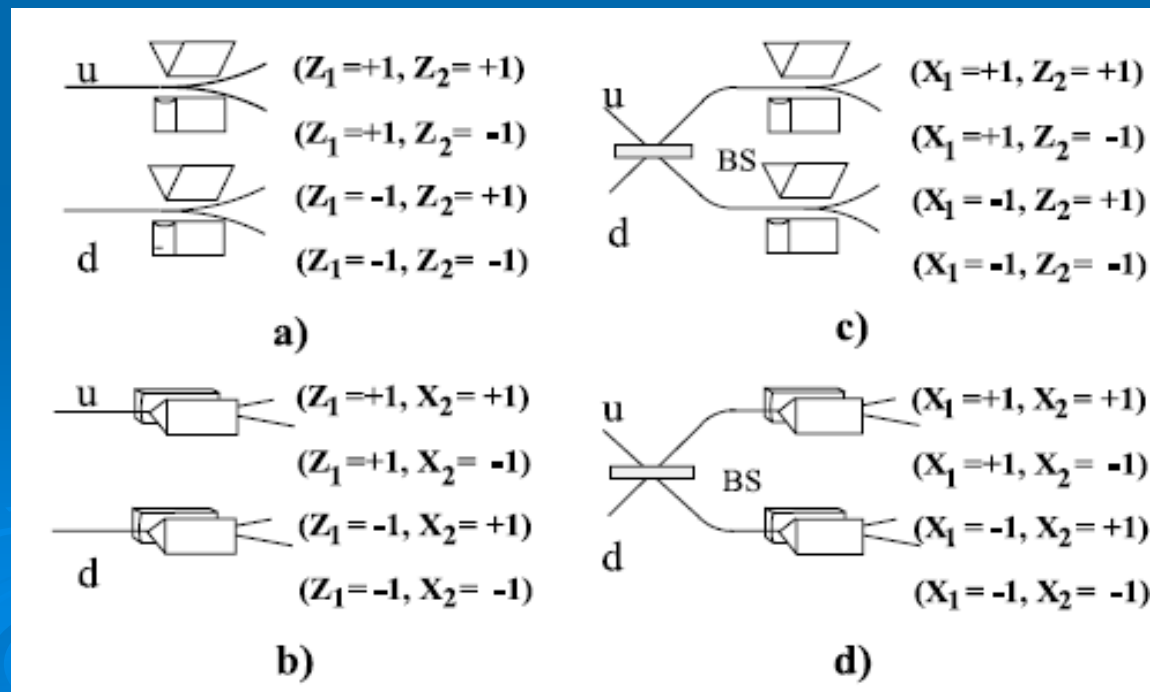 u
(Z₁ =+1, Z₂= +1)
(Z₁ =+1, Z₂= -1)
d
(Z₁ = -1, Z₂= +1)
(Z₁ = -1, Z₂= -1)
a)
u
BS
d
(X₁ =+1, Z₂= +1)
(X₁ =+1, Z₂= -1)
(X₁ = -1, Z₂= +1)
(X₁ = -1, Z₂= -1)
c)
u
(Z₁ =+1, X₂= +1)
(Z₁ =+1, X₂= -1)
d
(Z₁ = -1, X₂= +1)
(Z₁= -1, X₂= -1)
b)
u
BS
d
(X₁ =+1, X₂= +1)
(X₁ =+1, X₂= -1)
(X₁ = -1, X₂= +1)
(X₁ = -1, X₂= -1)
d)